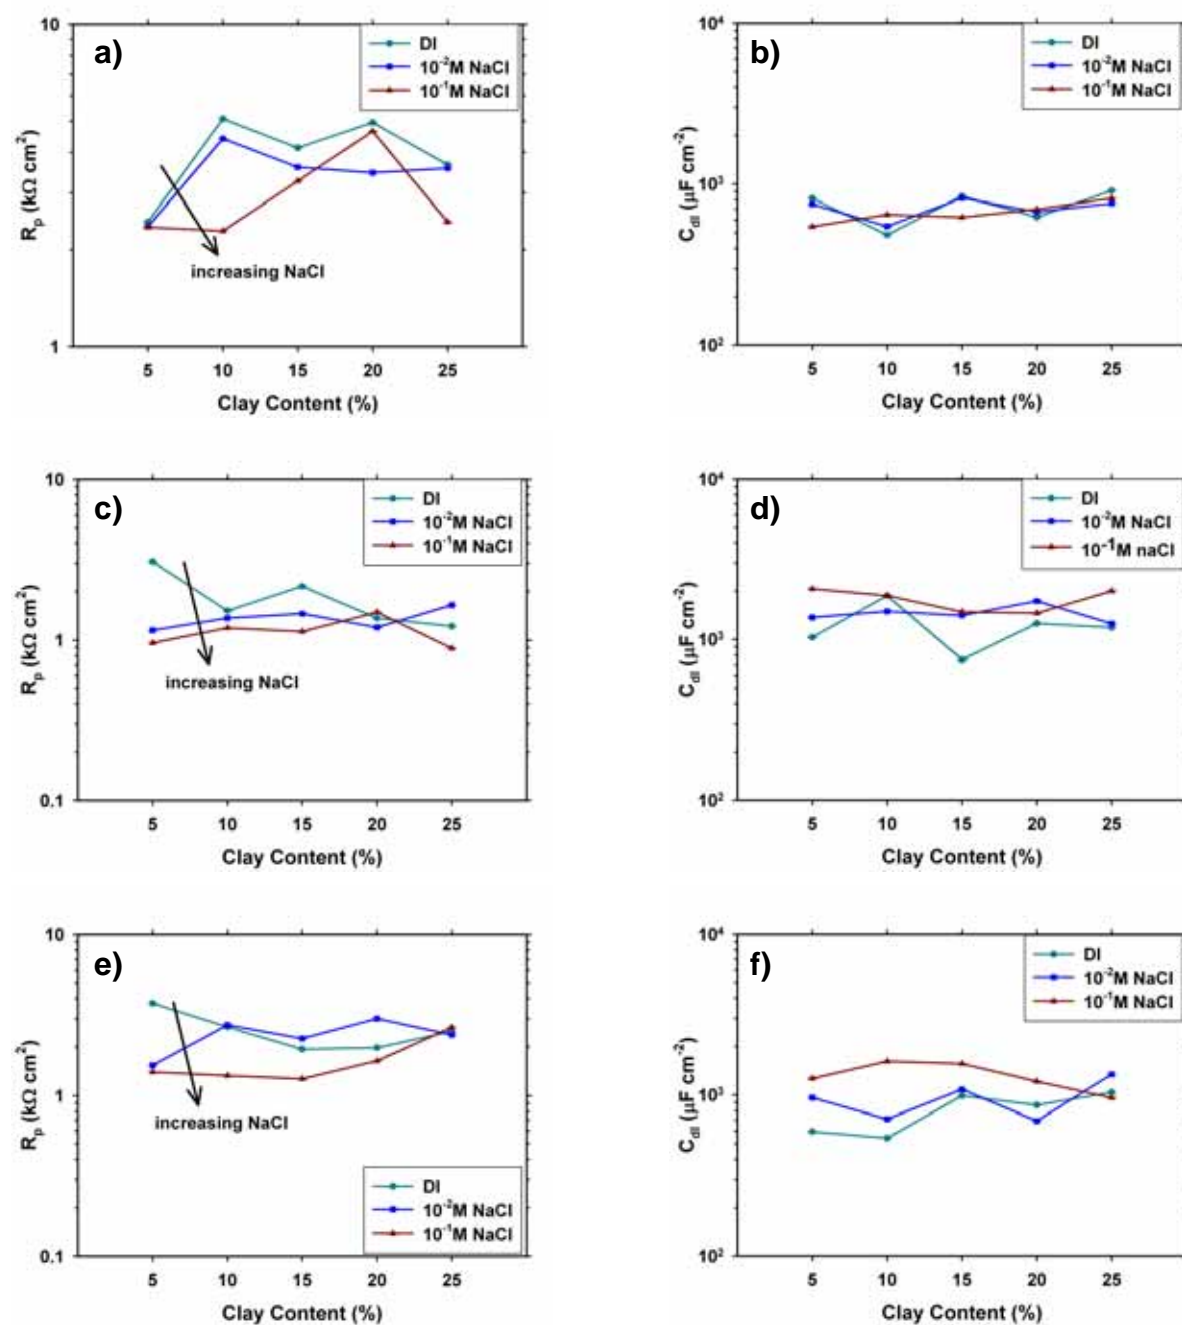 a)
10
1
R_p (kΩ cm²)
DI
10⁻²M NaCl
10⁻¹M NaCl
increasing NaCl
5 10 15 20 25
Clay Content (%)
b)
10⁴
10³
10²
C_dl (μF cm⁻²)
DI
10⁻²M NaCl
10⁻¹M NaCl
5 10 15 20 25
Clay Content (%)
c)
10
1
0.1
R_p (kΩ cm²)
DI
10⁻²M NaCl
10⁻¹M NaCl
increasing NaCl
5 10 15 20 25
Clay Content (%)
d)
10⁴
10³
10²
C_dl (μF cm⁻²)
DI
10⁻²M NaCl
10⁻¹M naCl
5 10 15 20 25
Clay Content (%)
e)
10
1
0.1
R_p (kΩ cm²)
increasing NaCl
DI
10⁻²M NaCl
10⁻¹M NaCl
5 10 15 20 25
Clay Content (%)
f)
10⁴
10³
10²
C_dl (μF cm⁻²)
DI
10⁻²M NaCl
10⁻¹M NaCl
5 10 15 20 25
Clay Content (%)